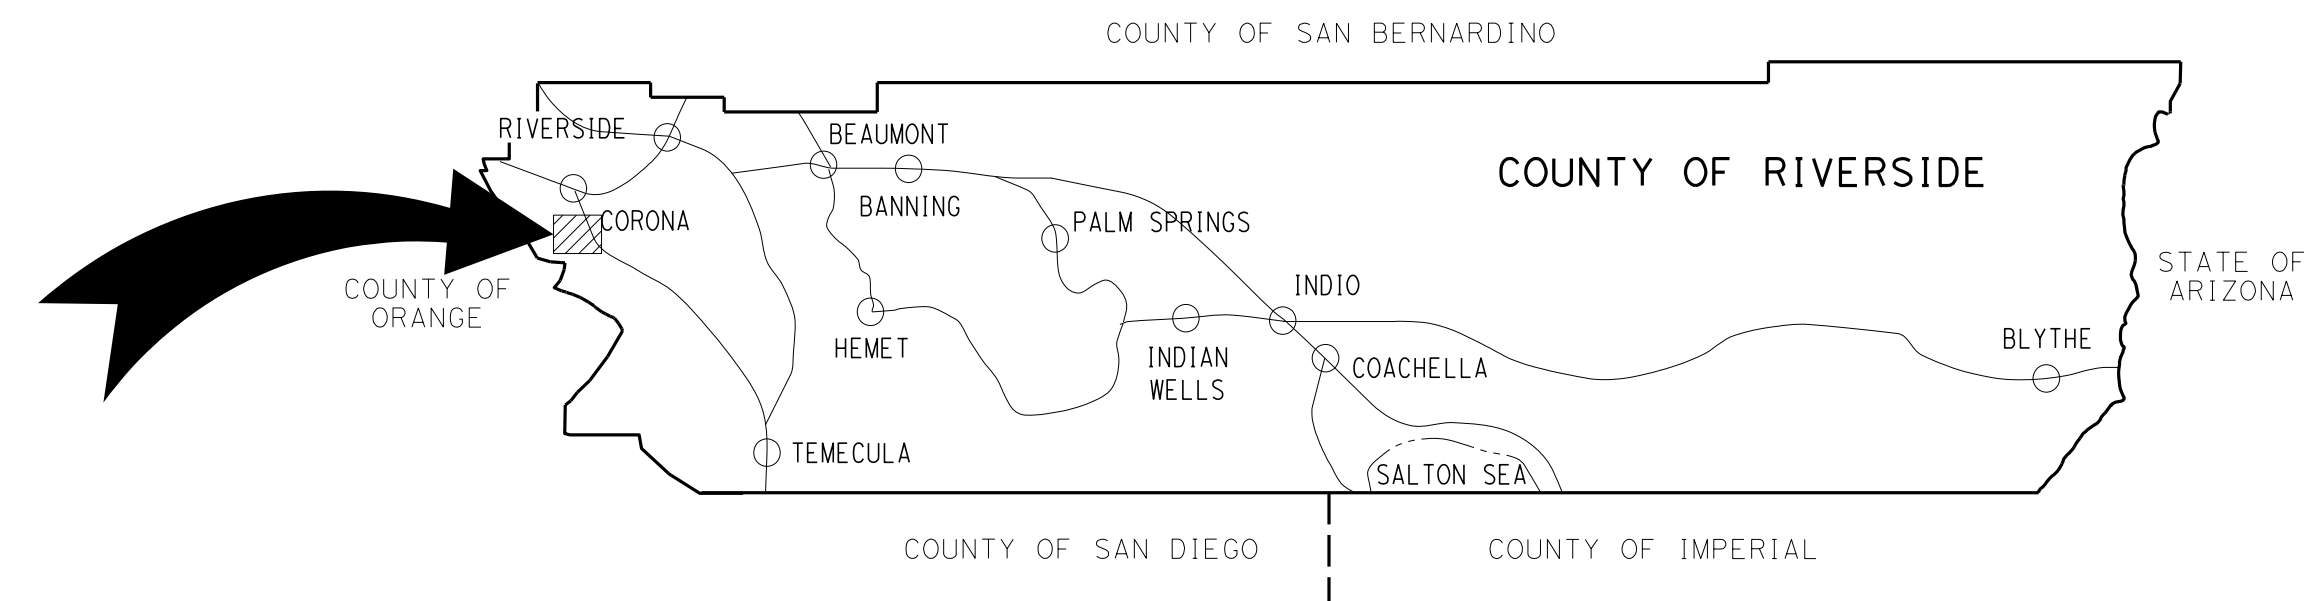 COUNTY OF SAN BERNARDINO
RIVERSIDE
BEAUMONT
COUNTY OF RIVERSIDE
BANNING
CORONA
PALM SPRINGS
STATE OF
ARIZONA
COUNTY OF
ORANGE
INDIO
HEMET
BLYTHE
INDIAN
WELLS
COACHELLA
TEMECULA
SALTON SEA
COUNTY OF SAN DIEGO
COUNTY OF IMPERIAL